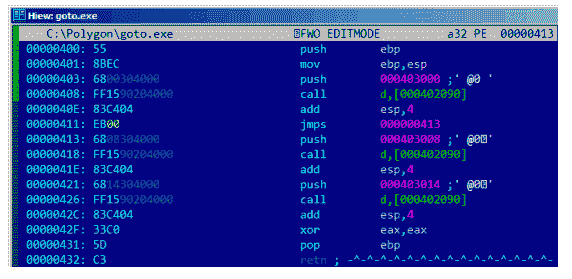 Hiew: goto.exe
C:\Polygon\goto.exe FWO EDITMODE a32 PE 00000413
00000400: 55 push ebp
00000401: 8BEC mov ebp,esp
00000403: 6800304000 push 000403000 ;' @0 '
00000408: FF1590204000 call d,[000402090]
0000040E: 83C404 add esp,4
00000411: EB00 jmps 000000413
00000413: 6808304000 push 000403008 ;' @0'
00000418: FF1590204000 call d,[000402090]
0000041E: 83C404 add esp,4
00000421: 6814304000 push 000403014 ;' @0'
00000426: FF1590204000 call d,[000402090]
0000042C: 83C404 add esp,4
0000042F: 33C0 xor eax,eax
00000431: 5D pop ebp
00000432: C3 retn ; -^-^-^-^-^-^-^-^-^-^-^-^-^-^-